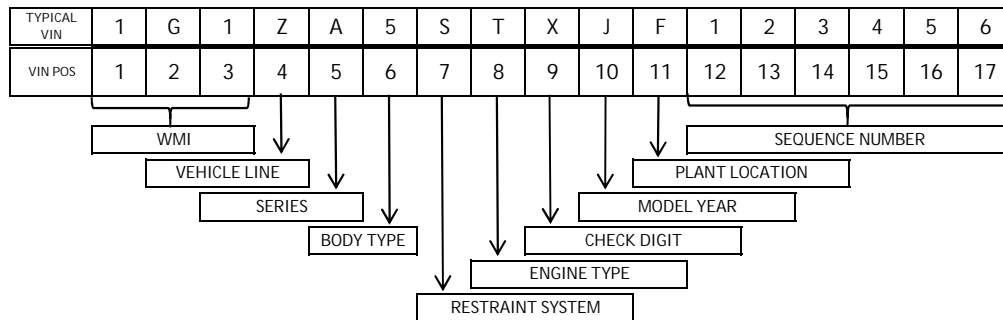 TYPICAL VIN 1 G 1 Z A 5 S T X J F 1 2 3 4 5 6
VIN POS 1 2 3 4 5 6 7 8 9 10 11 12 13 14 15 16 17
WMI SEQUENCE NUMBER
VEHICLE LINE PLANT LOCATION
SERIES MODEL YEAR
BODY TYPE CHECK DIGIT
ENGINE TYPE
RESTRAINT SYSTEM